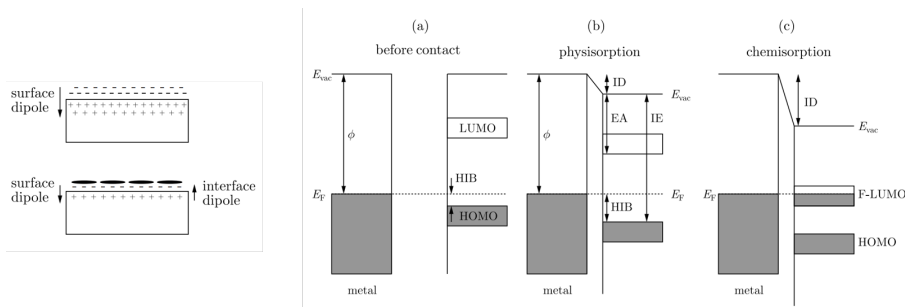 surface
dipole
surface
dipole
interface
dipole
(a)
before contact
E_vac
ϕ
LUMO
HIB
E_F
HOMO
metal
(b)
physisorption
ID
E_vac
EA
IE
ϕ
E_F
HIB
metal
(c)
chemisorption
ID
E_vac
E_F
F-LUMO
HOMO
metal